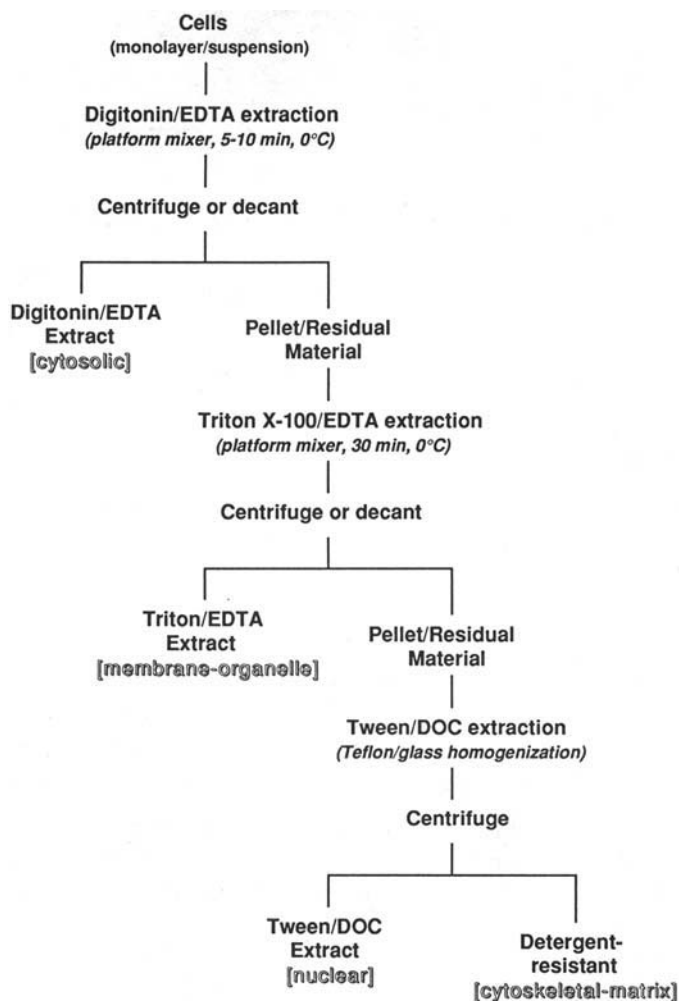 Cells
(monolayer/suspension)
Digitonin/EDTA extraction
(platform mixer, 5-10 min, 0°C)
Centrifuge or decant
Digitonin/EDTA
Extract
[cytosolic]
Pellet/Residual
Material
Triton X-100/EDTA extraction
(platform mixer, 30 min, 0°C)
Centrifuge or decant
Triton/EDTA
Extract
[membrane-organelle]
Pellet/Residual
Material
Tween/DOC extraction
(Teflon/glass homogenization)
Centrifuge
Tween/DOC
Extract
[nuclear]
Detergent-
resistant
[cytoskeletal-matrix]